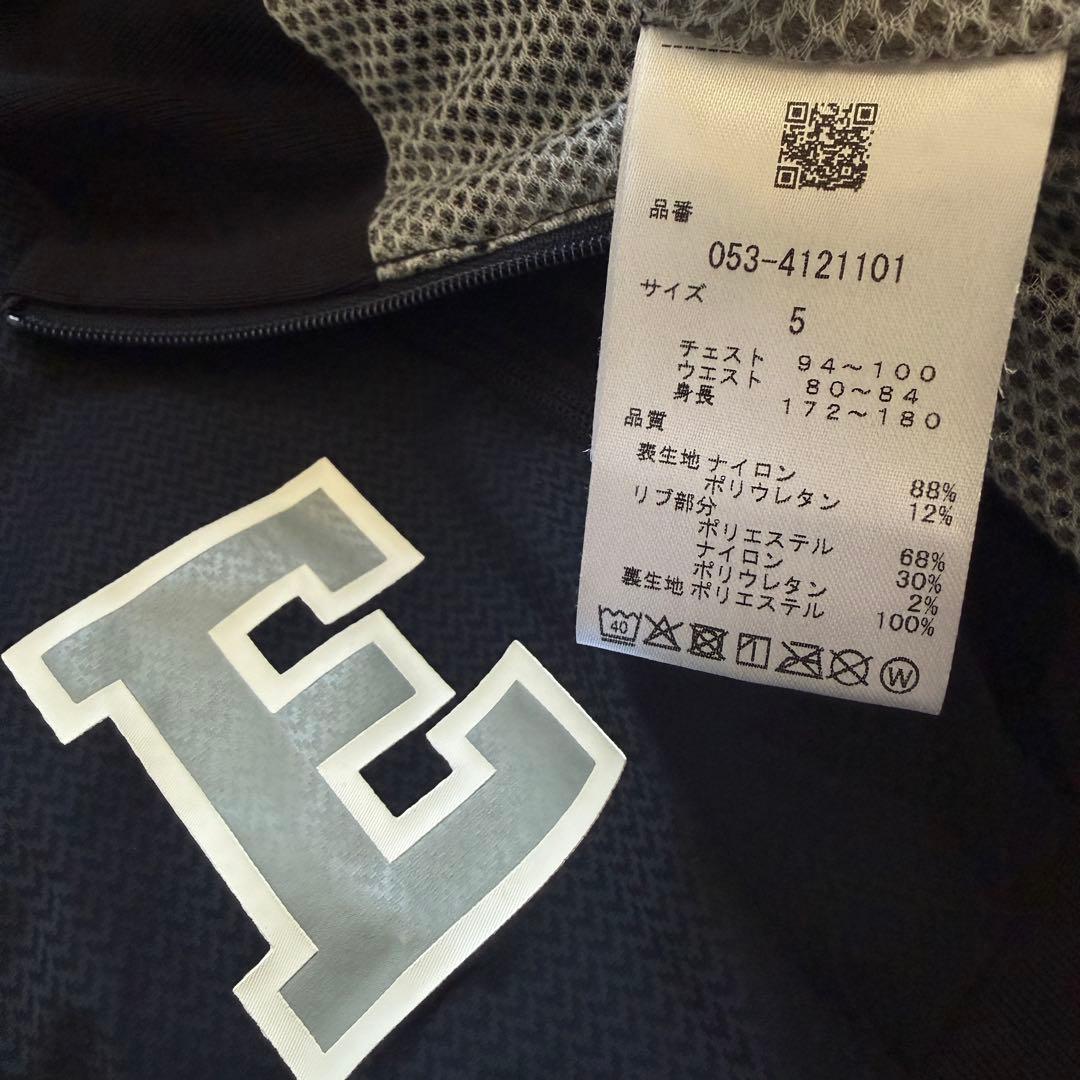 品番
053-4121101
サイズ
5
チェスト 94～100
ウエスト 80～84
身長 172～180
品質
表生地 ナイロン 88%
ポリウレタン 12%
リブ部分
ポリエステル 68%
ナイロン 30%
ポリウレタン 2%
裏生地 ポリエステル 100%
40
W
E